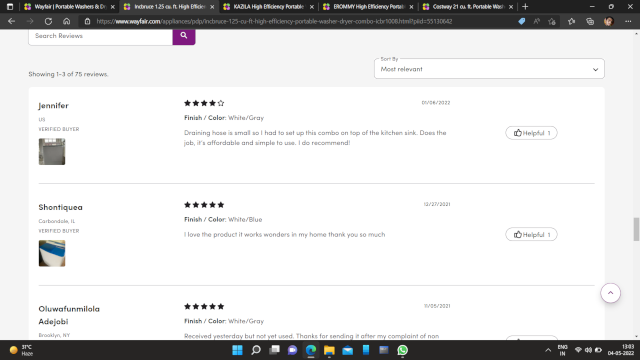 Wayfair | Portable Washers & D
Incbruce 1.25 cu. ft. High Efficien
KAZILA High Efficiency Portable
EROMMY High Efficiency Portab
Costway 21 cu. ft. Portable Wash
https://www.wayfair.com/appliances/pdp/incbruce-125-cu-ft-high-efficiency-portable-washer-dryer-combo-icbr1008.html?piid=55130642
Search Reviews
Showing 1-3 of 75 reviews.
Sort By
Most relevant
Jennifer
US
VERIFIED BUYER
01/06/2022
Finish / Color: White/Gray
Draining hose is small so I had to set up this combo on top of the kitchen sink. Does the
job, it's affordable and simple to use. I do recommend!
Helpful 1
Shontiquea
Carbondale, IL
VERIFIED BUYER
12/27/2021
Finish / Color: White/Blue
I love the product it works wonders in my home thank you so much
Helpful 1
Oluwafunmilola
Adejobi
Brooklyn, NY
11/05/2021
Finish / Color: White/Gray
Received yesterday but not yet used. Thanks for sending it after my complaint of non
31°C
Haze
ENG
IN
13:03
04-05-2022